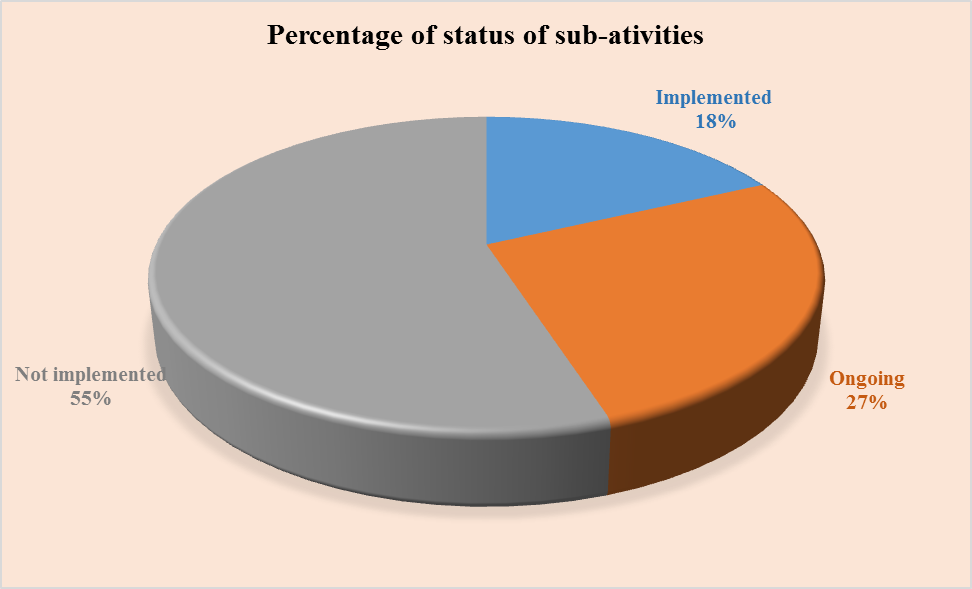 Percentage of status of sub-ativities
Implemented
18%
Ongoing
27%
Not implemented
55%